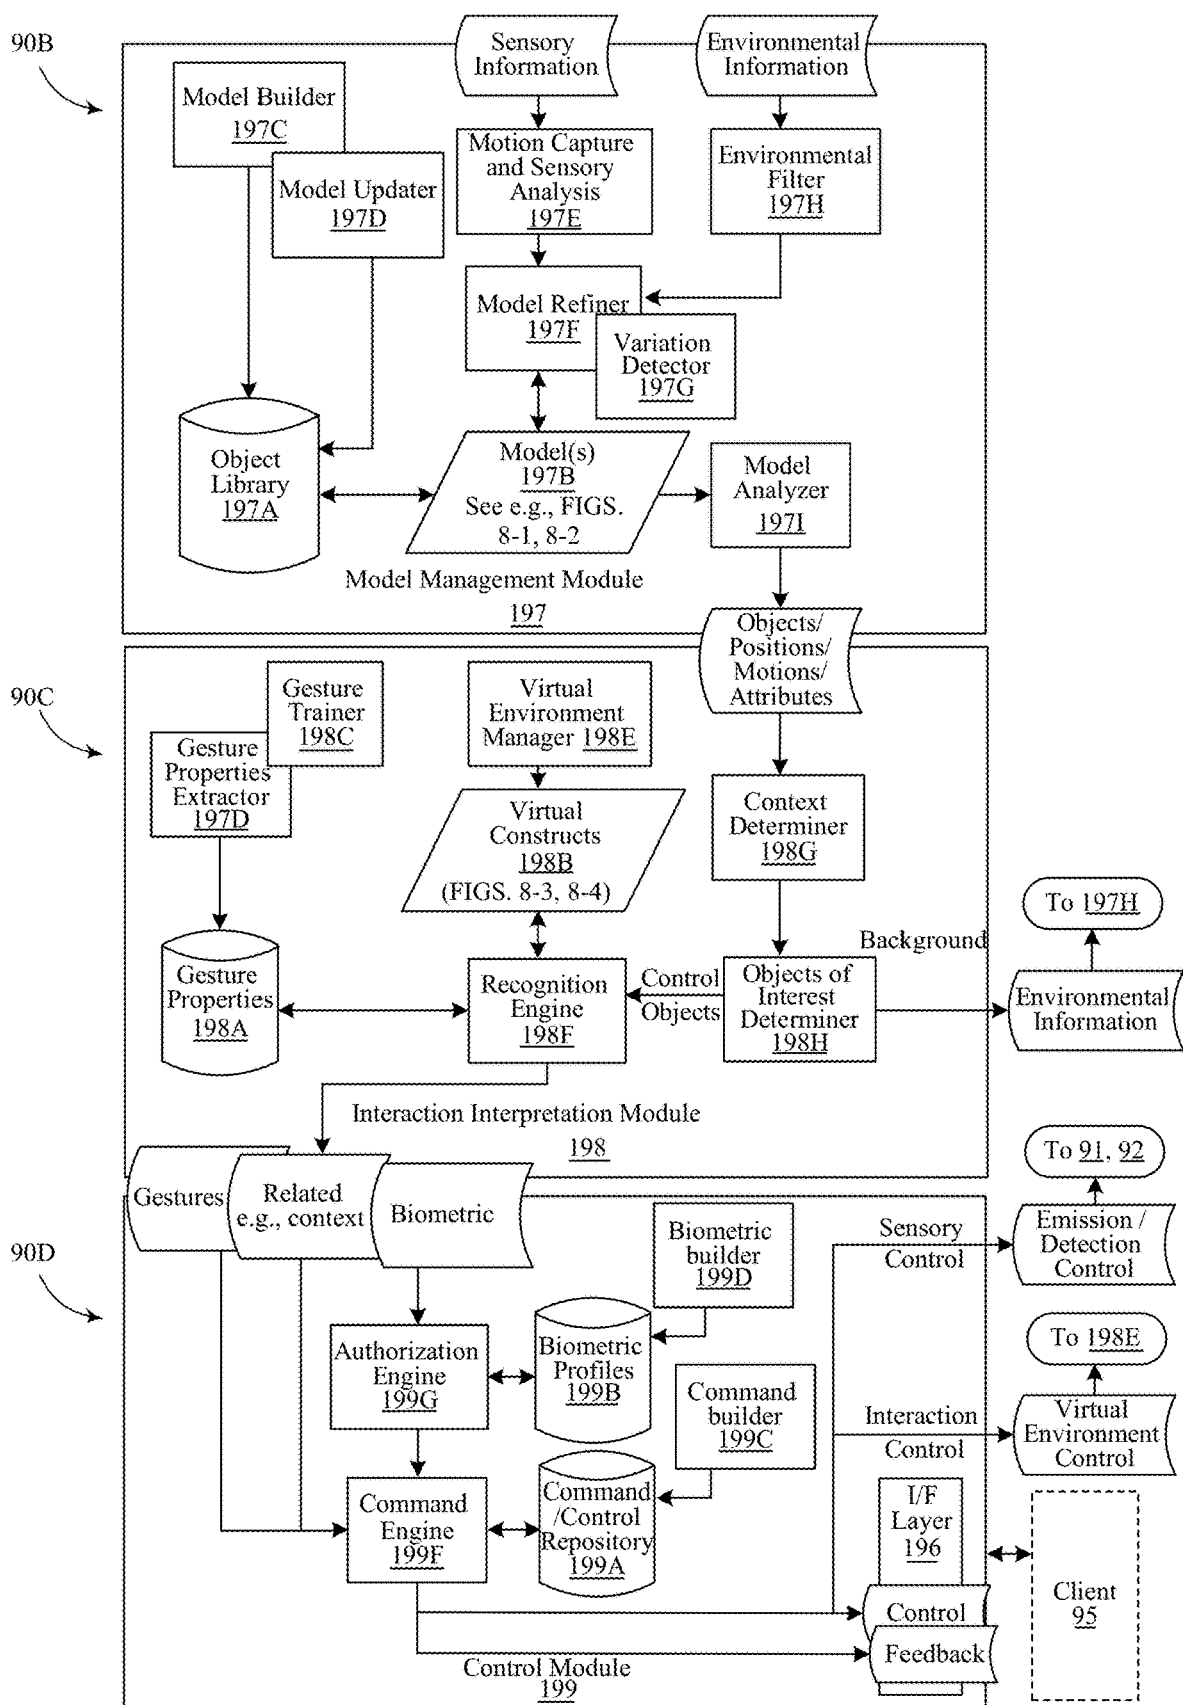 90B
Sensory
Information
Environmental
Information
Model Builder
197C
Model Updater
197D
Motion Capture
and Sensory
Analysis
197E
Environmental
Filter
197H
Model Refiner
197F
Variation
Detector
197G
Object
Library
197A
Model(s)
197B
See e.g., FIGS.
8-1, 8-2
Model
Analyzer
197I
Model Management Module
197
Objects/
Positions/
Motions/
Attributes
90C
Gesture
Trainer
198C
Gesture
Properties
Extractor
197D
Virtual
Environment
Manager 198E
Virtual
Constructs
198B
(FIGS. 8-3, 8-4)
Context
Determiner
198G
To 197H
Background
Gesture
Properties
198A
Recognition
Engine
198F
Control
Objects
Objects of
Interest
Determiner
198H
Environmental
Information
Interaction Interpretation Module
198
Gestures
Related
e.g., context
Biometric
To 91, 92
90D
Biometric
builder
199D
Sensory
Control
Emission /
Detection
Control
Authorization
Engine
199G
Biometric
Profiles
199B
To 198E
Command
builder
199C
Interaction
Control
Virtual
Environment
Control
Command
Engine
199F
Command
/Control
Repository
199A
I/F
Layer
196
Client
95
Control
Feedback
Control Module
199